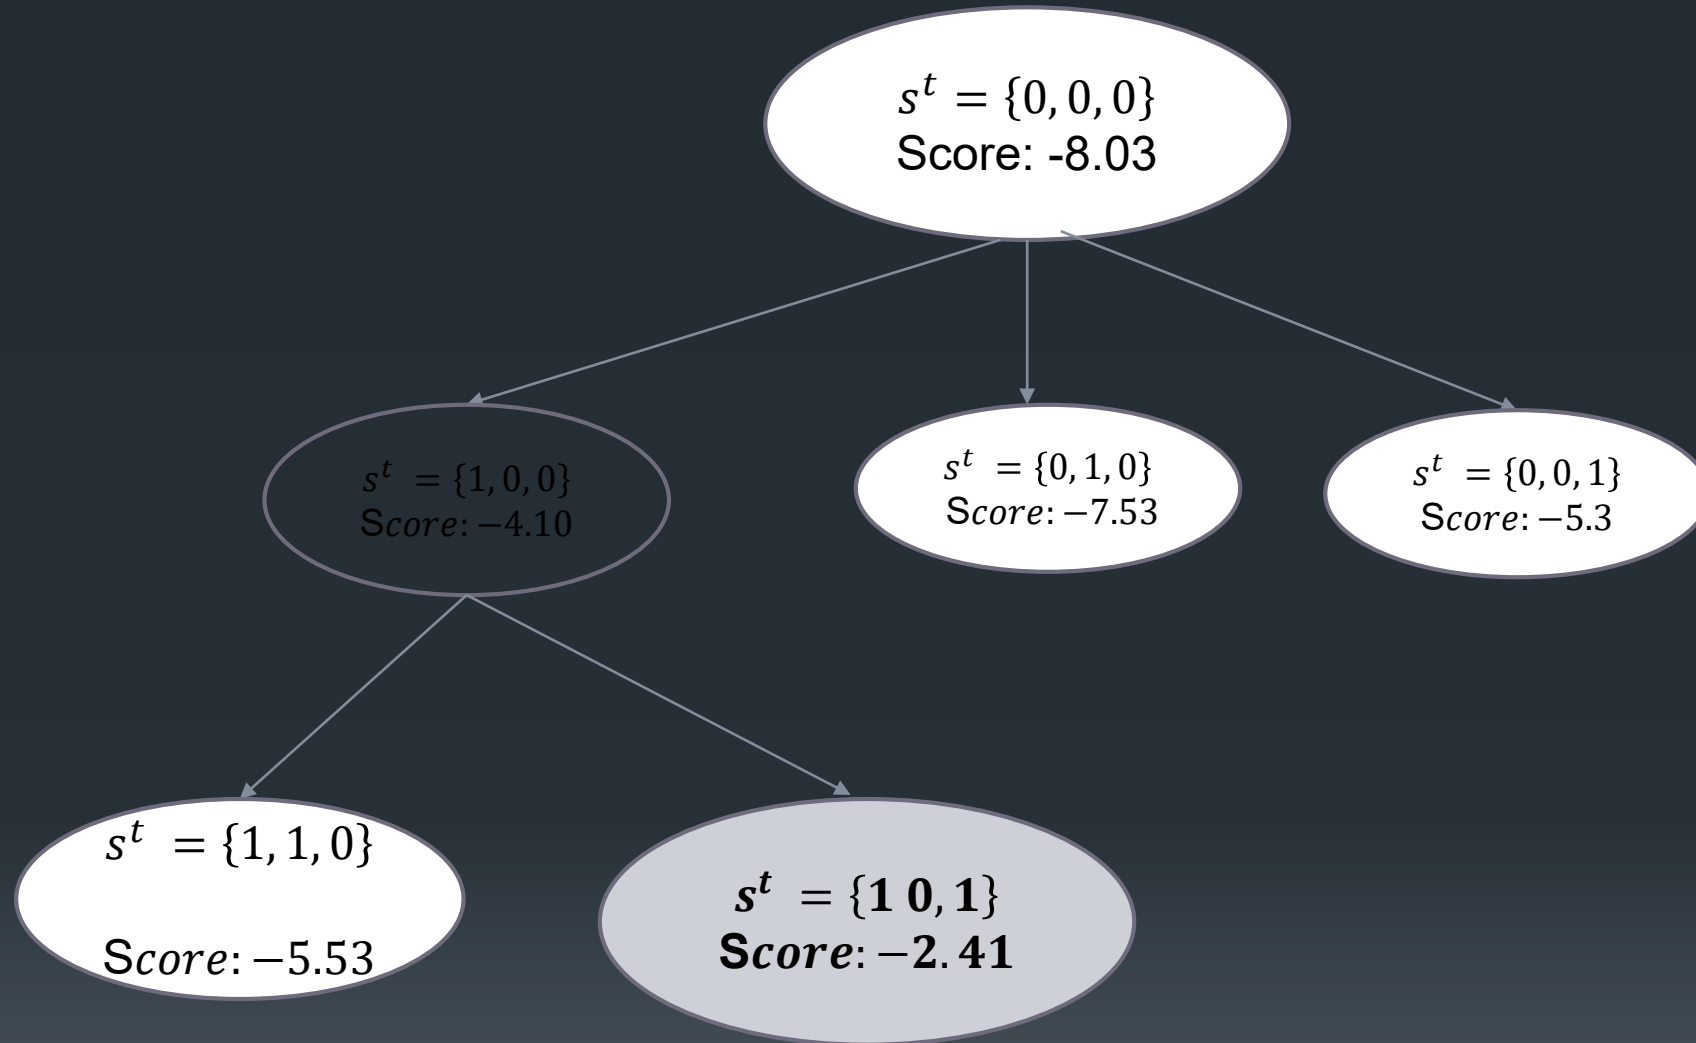 s^t = {0, 0, 0}
Score: -8.03
s^t = {1, 0, 0}
Score: −4.10
s^t = {0, 1, 0}
Score: −7.53
s^t = {0, 0, 1}
Score: −5.3
s^t = {1, 1, 0}
Score: −5.53
s^t = {1 0, 1}
Score: −2.41